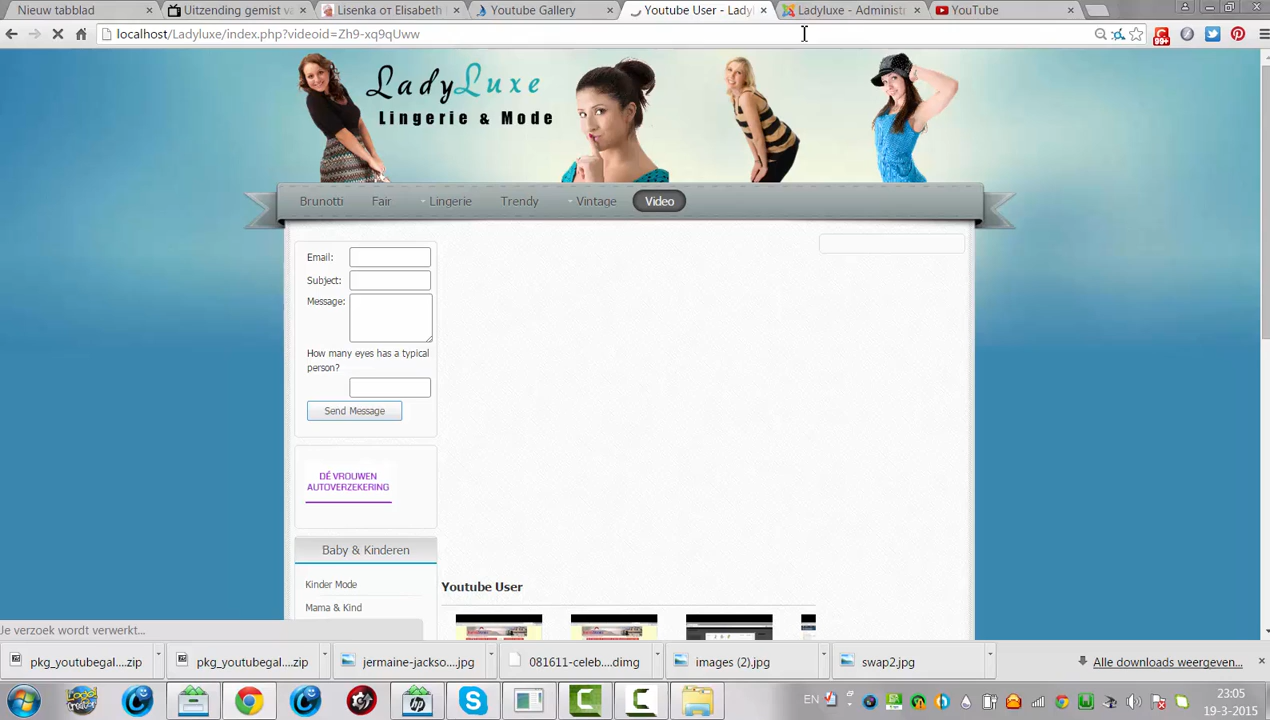 Nieuw tabblad
Uitzending gemist v
Lisenka от Elisabeth
Youtube Gallery
Youtube User - Lady
Ladyluxe - Administr
YouTube
localhost/Ladyluxe/index.php?videoid=Zh9-xq9qUww
99+
LadyLuxe
Lingerie & Mode
Brunotti
Fair
Lingerie
Trendy
Vintage
Video
Email:
Subject:
Message:
How many eyes has a typical
person?
Send Message
DÉ VROUWEN
AUTOVERZEKERING
Baby & Kinderen
Kinder Mode
Mama & Kind
Youtube User
Je verzoek wordt verwerkt...
pkg_youtubegal....zip
pkg_youtubegal....zip
jermaine-jackso....jpg
081611-celeb....dimg
images (2).jpg
swap2.jpg
Alle downloads weergeven...
EN
23:05
19-3-2015